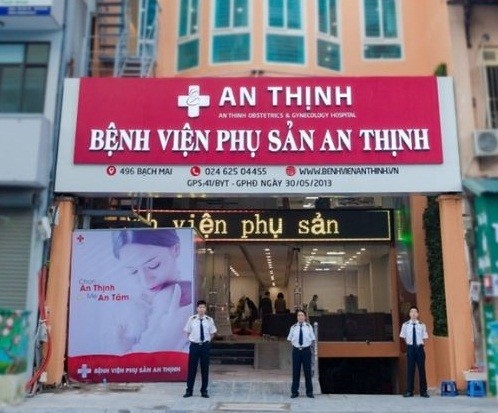 AN THỊNH
AN THINH OBSTETRICS & GYNECOLOGY HOSPITAL
BỆNH VIỆN PHỤ SẢN AN THỊNH
496 BẠCH MAI
024 625 04455
WWW.BENHVIENANTHINH.VN
GPS:41/BYT - GPHĐ NGÀY 30/05/2013
viện phụ sản
Chọn
An Thịnh
Mẹ An Tâm
BỆNH VIỆN PHỤ SẢN AN THỊNH